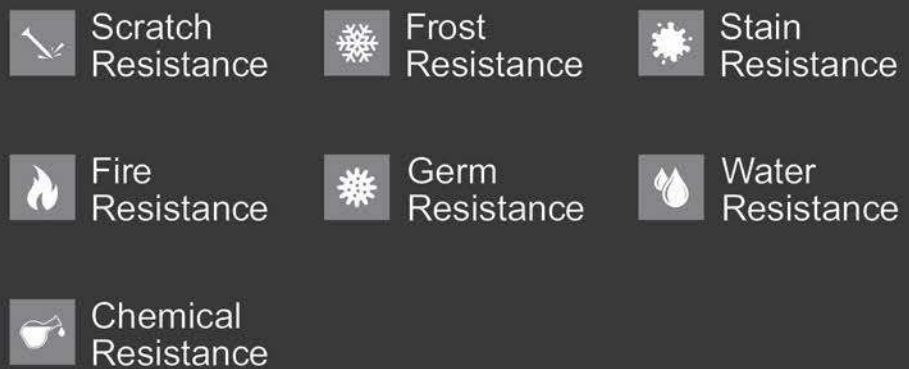 Scratch
Resistance
Frost
Resistance
Stain
Resistance
Fire
Resistance
Germ
Resistance
Water
Resistance
Chemical
Resistance